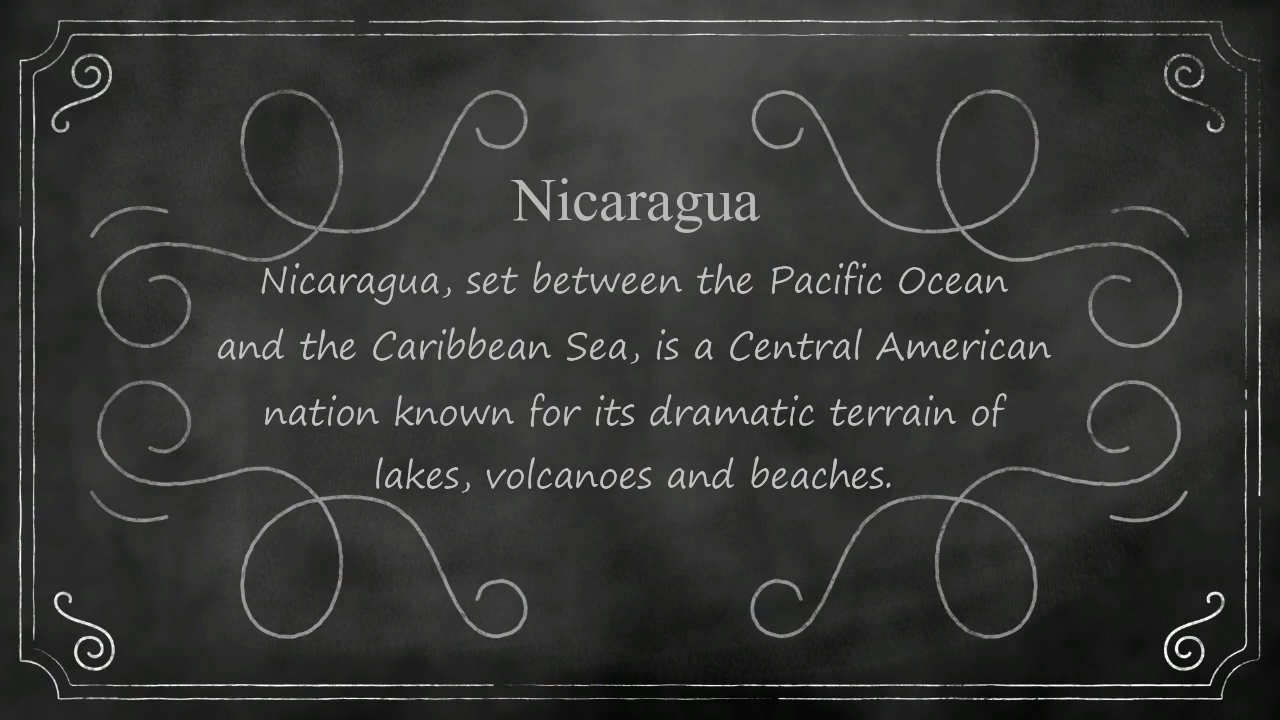 Nicaragua
Nicaragua, set between the Pacific Ocean
and the Caribbean Sea, is a Central American
nation known for its dramatic terrain of
lakes, volcanoes and beaches.